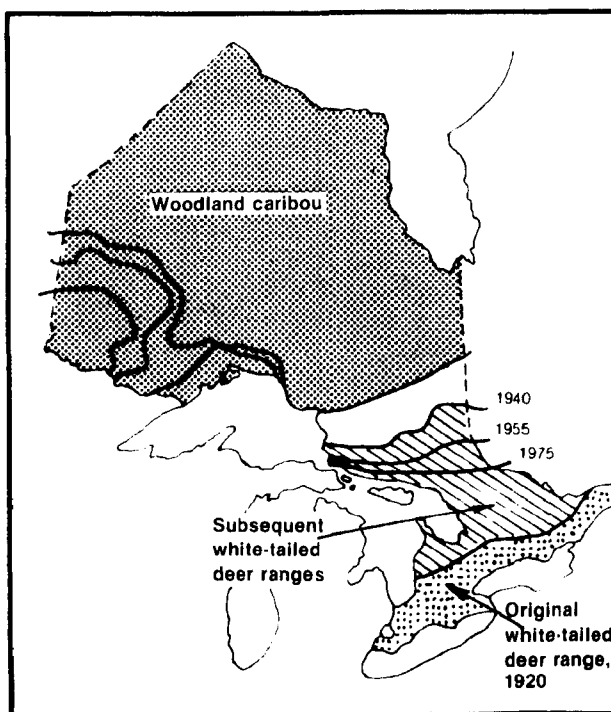 Woodland caribou
1940
1955
1975
Subsequent
white-tailed
deer ranges
Original
white-tailed
deer range,
1920